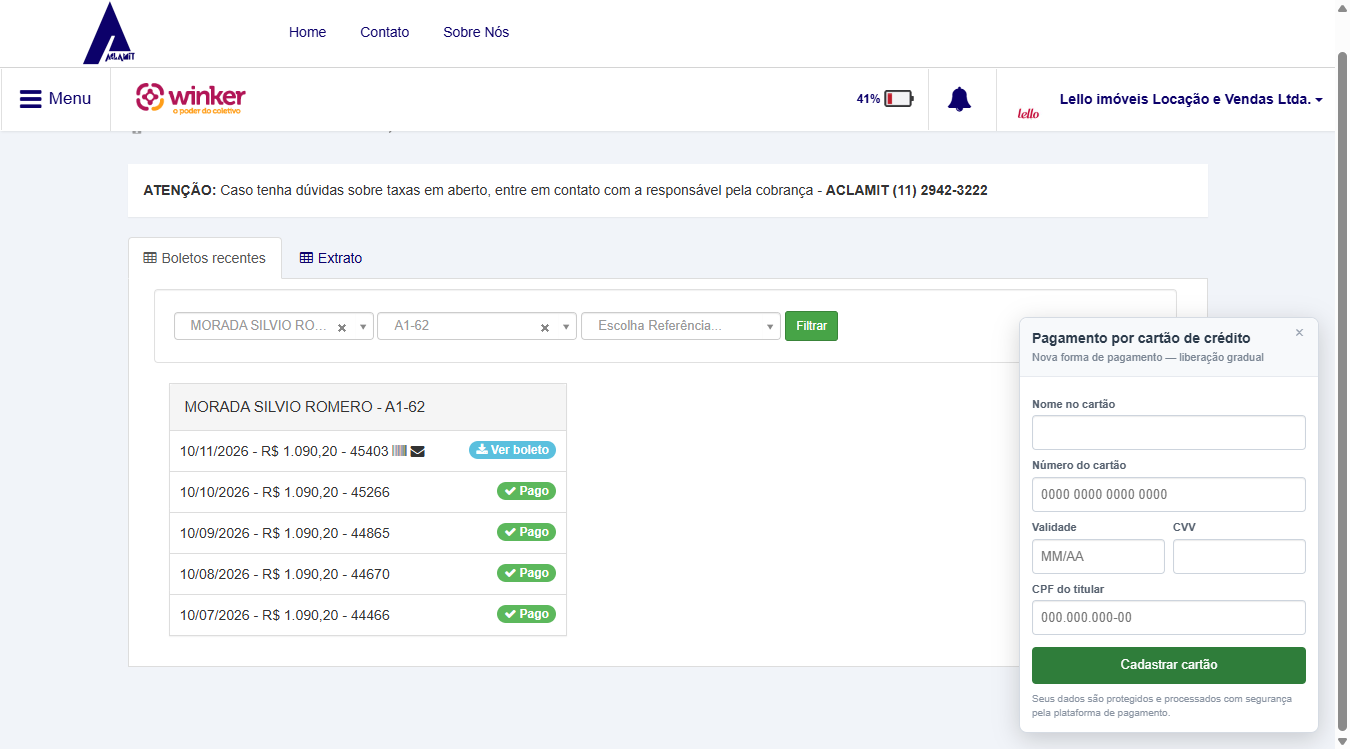 ACLAMIT
Home Contato Sobre Nós
Menu
winker
o poder do coletivo
41%
lello
Lello imóveis Locação e Vendas Ltda.
ATENÇÃO: Caso tenha dúvidas sobre taxas em aberto, entre em contato com a responsável pela cobrança - ACLAMIT (11) 2942-3222
Boletos recentes Extrato
MORADA SILVIO RO... A1-62 Escolha Referência... Filtrar
MORADA SILVIO ROMERO - A1-62
10/11/2026 - R$ 1.090,20 - 45403 Ver boleto
10/10/2026 - R$ 1.090,20 - 45266 Pago
10/09/2026 - R$ 1.090,20 - 44865 Pago
10/08/2026 - R$ 1.090,20 - 44670 Pago
10/07/2026 - R$ 1.090,20 - 44466 Pago
Pagamento por cartão de crédito ×
Nova forma de pagamento — liberação gradual
Nome no cartão
Número do cartão
0000 0000 0000 0000
Validade CVV
MM/AA
CPF do titular
000.000.000-00
Cadastrar cartão
Seus dados são protegidos e processados com segurança
pela plataforma de pagamento.